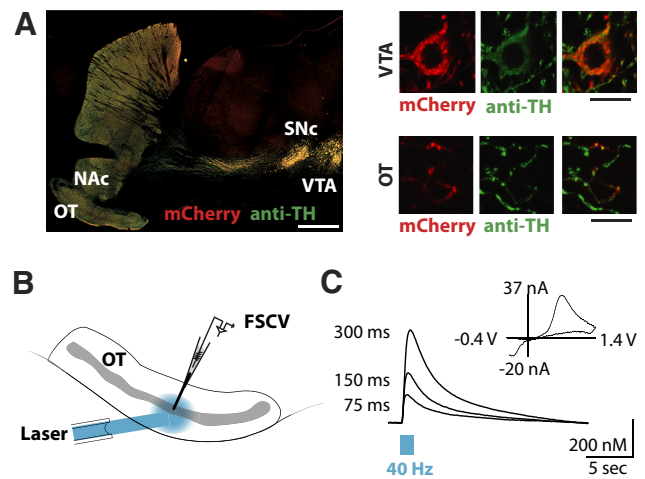 A
SNc
NAc
VTA
OT
mCherry anti-TH
VTA
mCherry anti-TH
OT
mCherry anti-TH
B
OT
FSCV
Laser
C
37 nA
-0.4 V
1.4 V
-20 nA
300 ms
150 ms
75 ms
40 Hz
200 nM
5 sec